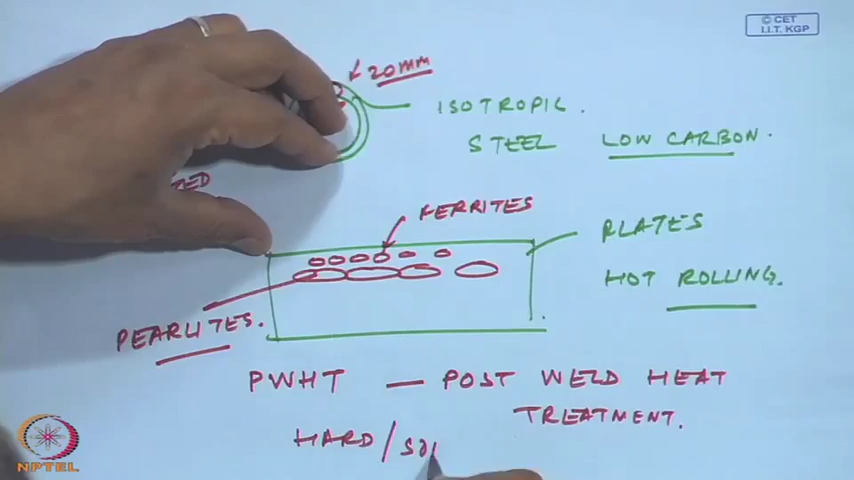 © CET
I.I.T. KGP
20MM
ISOTROPIC.
STEEL LOW CARBON.
FERRITES
PLATES
HOT ROLLING.
PEARLITES.
PWHT — POST WELD HEAT
TREATMENT.
HARD/
NPTEL